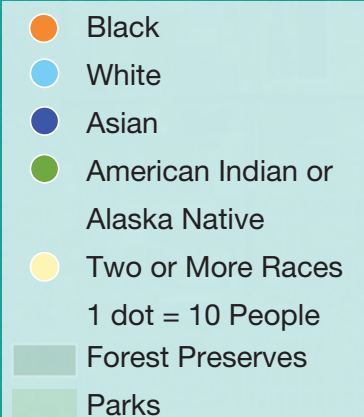 Black
White
Asian
American Indian or
Alaska Native
Two or More Races
1 dot = 10 People
Forest Preserves
Parks